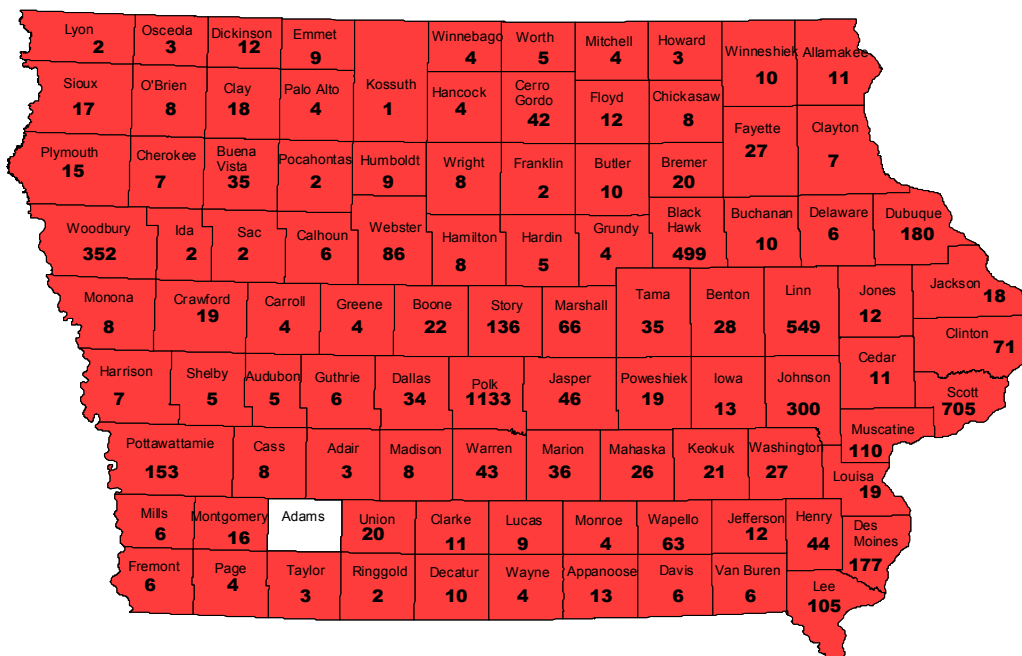 Lyon
2
Osceola
3
Dickinson
12
Emmet
9
Kossuth
1
Winnebago
4
Worth
5
Mitchell
4
Howard
3
Winneshiek
10
Allamakee
11
Sioux
17
O'Brien
8
Clay
18
Palo Alto
4
Hancock
4
Cerro
Gordo
42
Floyd
12
Chickasaw
8
Fayette
27
Clayton
7
Plymouth
15
Cherokee
7
Buena
Vista
35
Pocahontas
2
Humboldt
9
Wright
8
Franklin
2
Butler
10
Bremer
20
Woodbury
352
Ida
2
Sac
2
Calhoun
6
Webster
86
Hamilton
8
Hardin
5
Grundy
4
Black
Hawk
499
Buchanan
10
Delaware
6
Dubuque
180
Monona
8
Crawford
19
Carroll
4
Greene
4
Boone
22
Story
136
Marshall
66
Tama
35
Benton
28
Linn
549
Jones
12
Jackson
18
Clinton
71
Cedar
11
Harrison
7
Shelby
5
Audubon
5
Guthrie
6
Dallas
34
Polk
1133
Jasper
46
Poweshiek
19
Iowa
13
Johnson
300
Scott
705
Muscatine
110
Pottawattamie
153
Cass
8
Adair
3
Madison
8
Warren
43
Marion
36
Mahaska
26
Keokuk
21
Washington
27
Louisa
19
Mills
6
Montgomery
16
Adams
Union
20
Clarke
11
Lucas
9
Monroe
4
Wapello
63
Jefferson
12
Henry
44
Des
Moines
177
Fremont
6
Page
4
Taylor
3
Ringgold
2
Decatur
10
Wayne
4
Appanoose
13
Davis
6
Van Buren
6
Lee
105